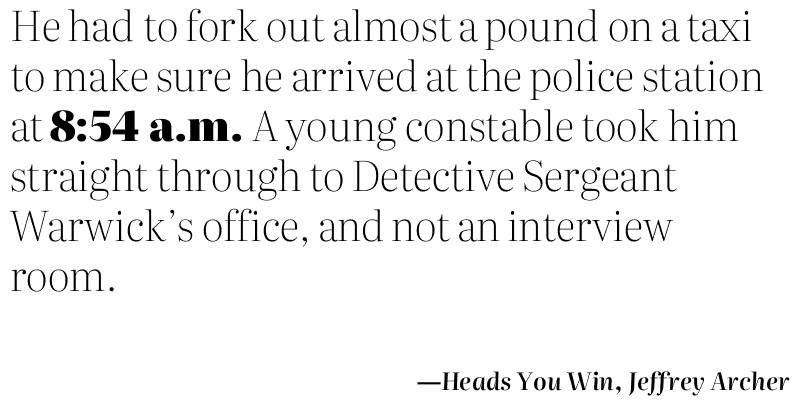 He had to fork out almost a pound on a taxi
to make sure he arrived at the police station
at 8:54 a.m. A young constable took him
straight through to Detective Sergeant
Warwick’s office, and not an interview
room.
—Heads You Win, Jeffrey Archer